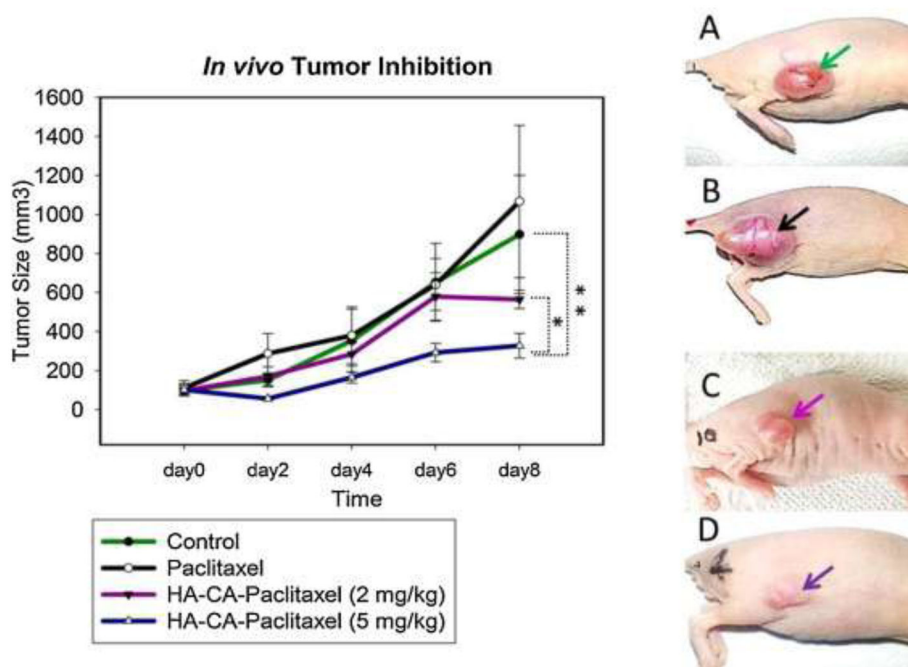 In vivo Tumor Inhibition
Tumor Size (mm3)
1600
1400
1200
1000
800
600
400
200
0
day0 day2 day4 day6 day8
Time
*
* *
Control
Paclitaxel
HA-CA-Paclitaxel (2 mg/kg)
HA-CA-Paclitaxel (5 mg/kg)
A
B
C
D